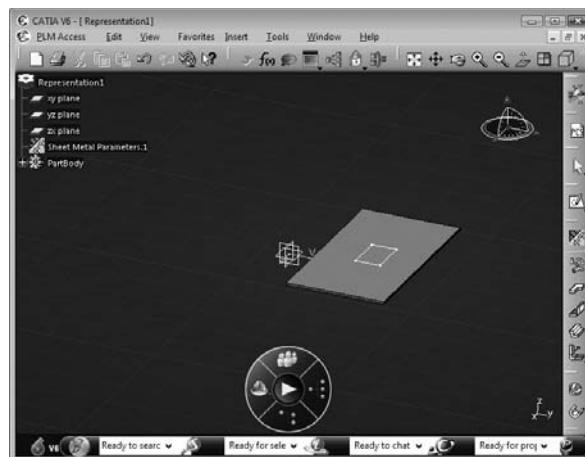 CATIA V6 - [ Representation1]
PLM Access Edit View Favorites Insert Tools Window Help
f(x)
Representation1
xy plane
yz plane
zx plane
Sheet Metal Parameters.1
PartBody
V
z
x y
V6 Ready to searc Ready for sele Ready to chat Ready for proj